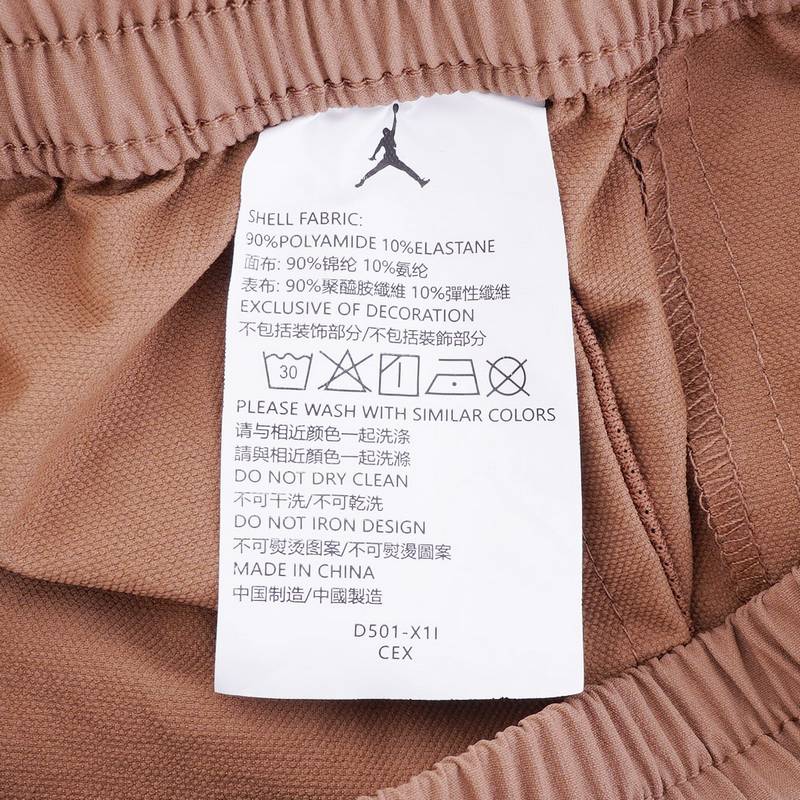 SHELL FABRIC:
90%POLYAMIDE 10%ELASTANE
面布: 90%锦纶 10%氨纶
表布: 90%聚醯胺纖維 10%彈性纖維
EXCLUSIVE OF DECORATION
不包括装饰部分/不包括裝飾部分
30
PLEASE WASH WITH SIMILAR COLORS
请与相近颜色一起洗涤
請與相近顏色一起洗滌
DO NOT DRY CLEAN
不可干洗/不可乾洗
DO NOT IRON DESIGN
不可熨烫图案/不可熨燙圖案
MADE IN CHINA
中国制造/中國製造
D501-X1I
CEX